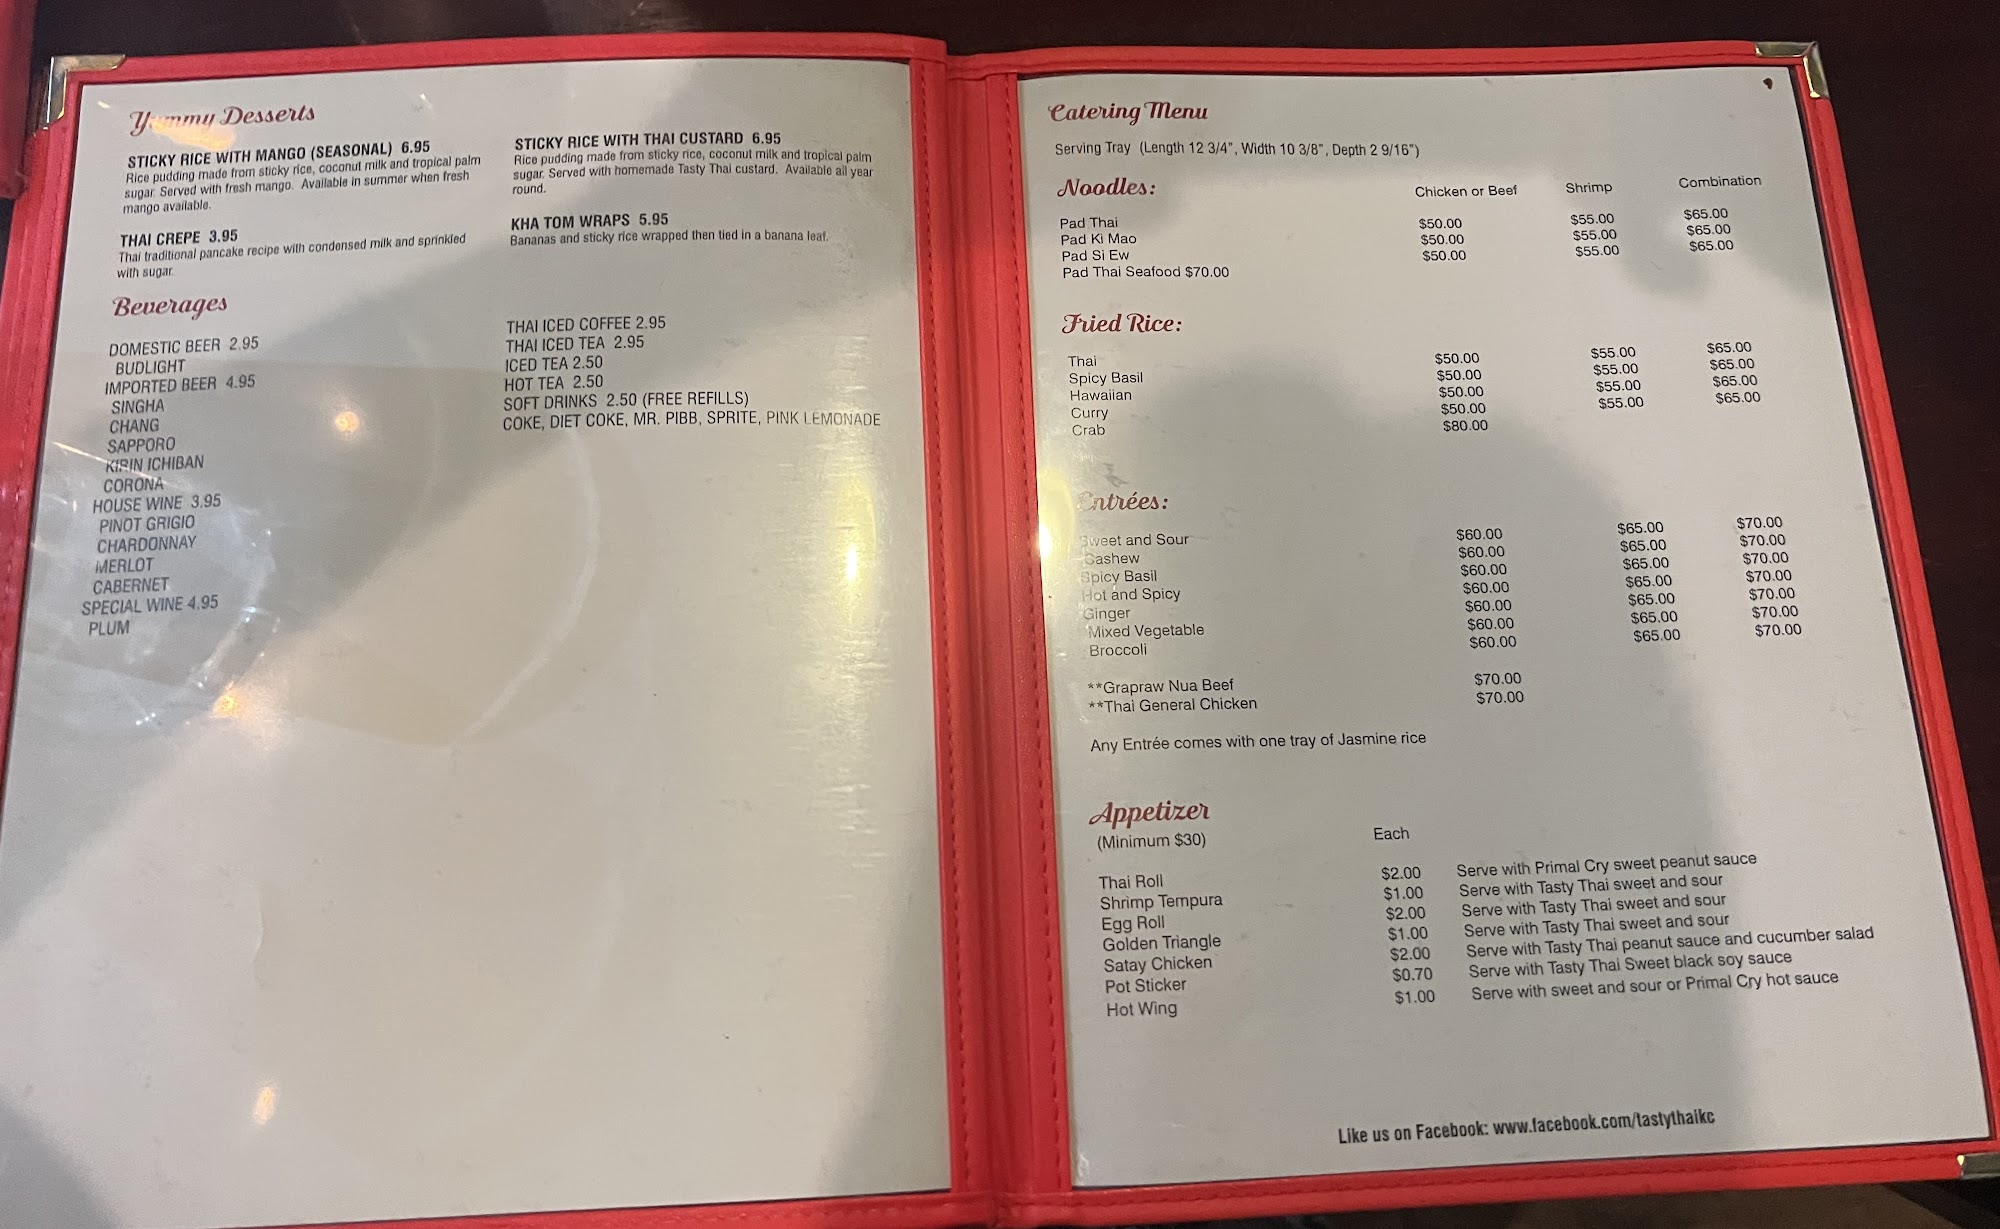 Yummy Desserts
STICKY RICE WITH MANGO (SEASONAL) 6.95
Rice pudding made from sticky rice, coconut milk and tropical palm
sugar. Served with fresh mango. Available in summer when fresh
mango available.
THAI CREPE 3.95
Thai traditional pancake recipe with condensed milk and sprinkled
with sugar.
STICKY RICE WITH THAI CUSTARD 6.95
Rice pudding made from sticky rice, coconut milk and tropical palm
sugar. Served with homemade Tasty Thai custard. Available all year
round.
KHA TOM WRAPS 5.95
Bananas and sticky rice wrapped then tied in a banana leaf.
Beverages
DOMESTIC BEER 2.95
BUDLIGHT
IMPORTED BEER 4.95
SINGHA
CHANG
SAPPORO
KIRIN ICHIBAN
CORONA
HOUSE WINE 3.95
PINOT GRIGIO
CHARDONNAY
MERLOT
CABERNET
SPECIAL WINE 4.95
PLUM
THAI ICED COFFEE 2.95
THAI ICED TEA 2.95
ICED TEA 2.50
HOT TEA 2.50
SOFT DRINKS 2.50 (FREE REFILLS)
COKE, DIET COKE, MR. PIBB, SPRITE, PINK LEMONADE
Catering Menu
Serving Tray (Length 12 3/4", Width 10 3/8", Depth 2 9/16")
Noodles: Chicken or Beef Shrimp Combination
Pad Thai $50.00 $55.00 $65.00
Pad Ki Mao $50.00 $55.00 $65.00
Pad Si Ew $50.00 $55.00 $65.00
Pad Thai Seafood $70.00
Fried Rice:
Thai $50.00 $55.00 $65.00
Spicy Basil $50.00 $55.00 $65.00
Hawaiian $50.00 $55.00 $65.00
Curry $50.00 $55.00 $65.00
Crab $80.00
Entrées:
Sweet and Sour $60.00 $65.00 $70.00
Cashew $60.00 $65.00 $70.00
Spicy Basil $60.00 $65.00 $70.00
Hot and Spicy $60.00 $65.00 $70.00
Ginger $60.00 $65.00 $70.00
Mixed Vegetable $60.00 $65.00 $70.00
Broccoli $60.00 $65.00 $70.00
**Grapraw Nua Beef $70.00
**Thai General Chicken $70.00
Any Entrée comes with one tray of Jasmine rice
Appetizer
(Minimum $30) Each
Thai Roll $2.00 Serve with Primal Cry sweet peanut sauce
Shrimp Tempura $1.00 Serve with Tasty Thai sweet and sour
Egg Roll $2.00 Serve with Tasty Thai sweet and sour
Golden Triangle $1.00 Serve with Tasty Thai sweet and sour
Satay Chicken $2.00 Serve with Tasty Thai peanut sauce and cucumber salad
Pot Sticker $0.70 Serve with Tasty Thai Sweet black soy sauce
Hot Wing $1.00 Serve with sweet and sour or Primal Cry hot sauce
Like us on Facebook: www.facebook.com/tastythaikc